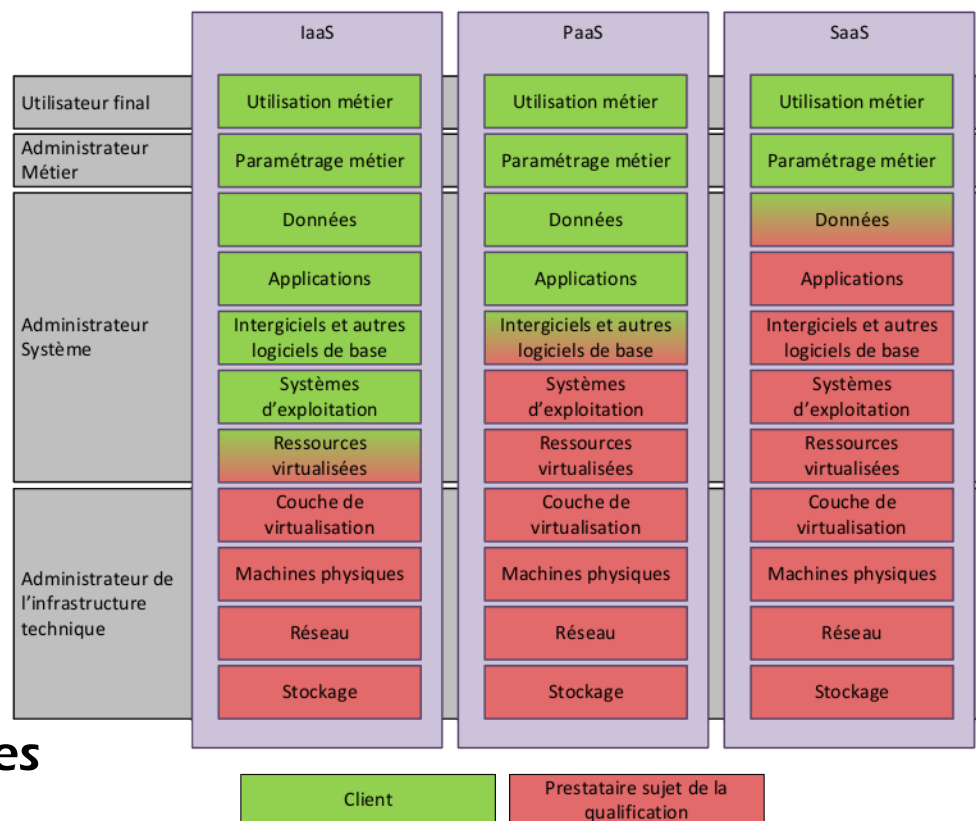 IaaS
PaaS
SaaS
Utilisateur final
Utilisation métier
Utilisation métier
Utilisation métier
Administrateur
Métier
Paramétrage métier
Paramétrage métier
Paramétrage métier
Administrateur
Système
Données
Données
Données
Applications
Applications
Applications
Intergiciels et autres
logiciels de base
Intergiciels et autres
logiciels de base
Intergiciels et autres
logiciels de base
Systèmes
d'exploitation
Systèmes
d'exploitation
Systèmes
d'exploitation
Ressources
virtualisées
Ressources
virtualisées
Ressources
virtualisées
Administrateur de
l'infrastructure
technique
Couche de
virtualisation
Couche de
virtualisation
Couche de
virtualisation
Machines physiques
Machines physiques
Machines physiques
Réseau
Réseau
Réseau
Stockage
Stockage
Stockage
es
Client
Prestataire sujet de la
qualification